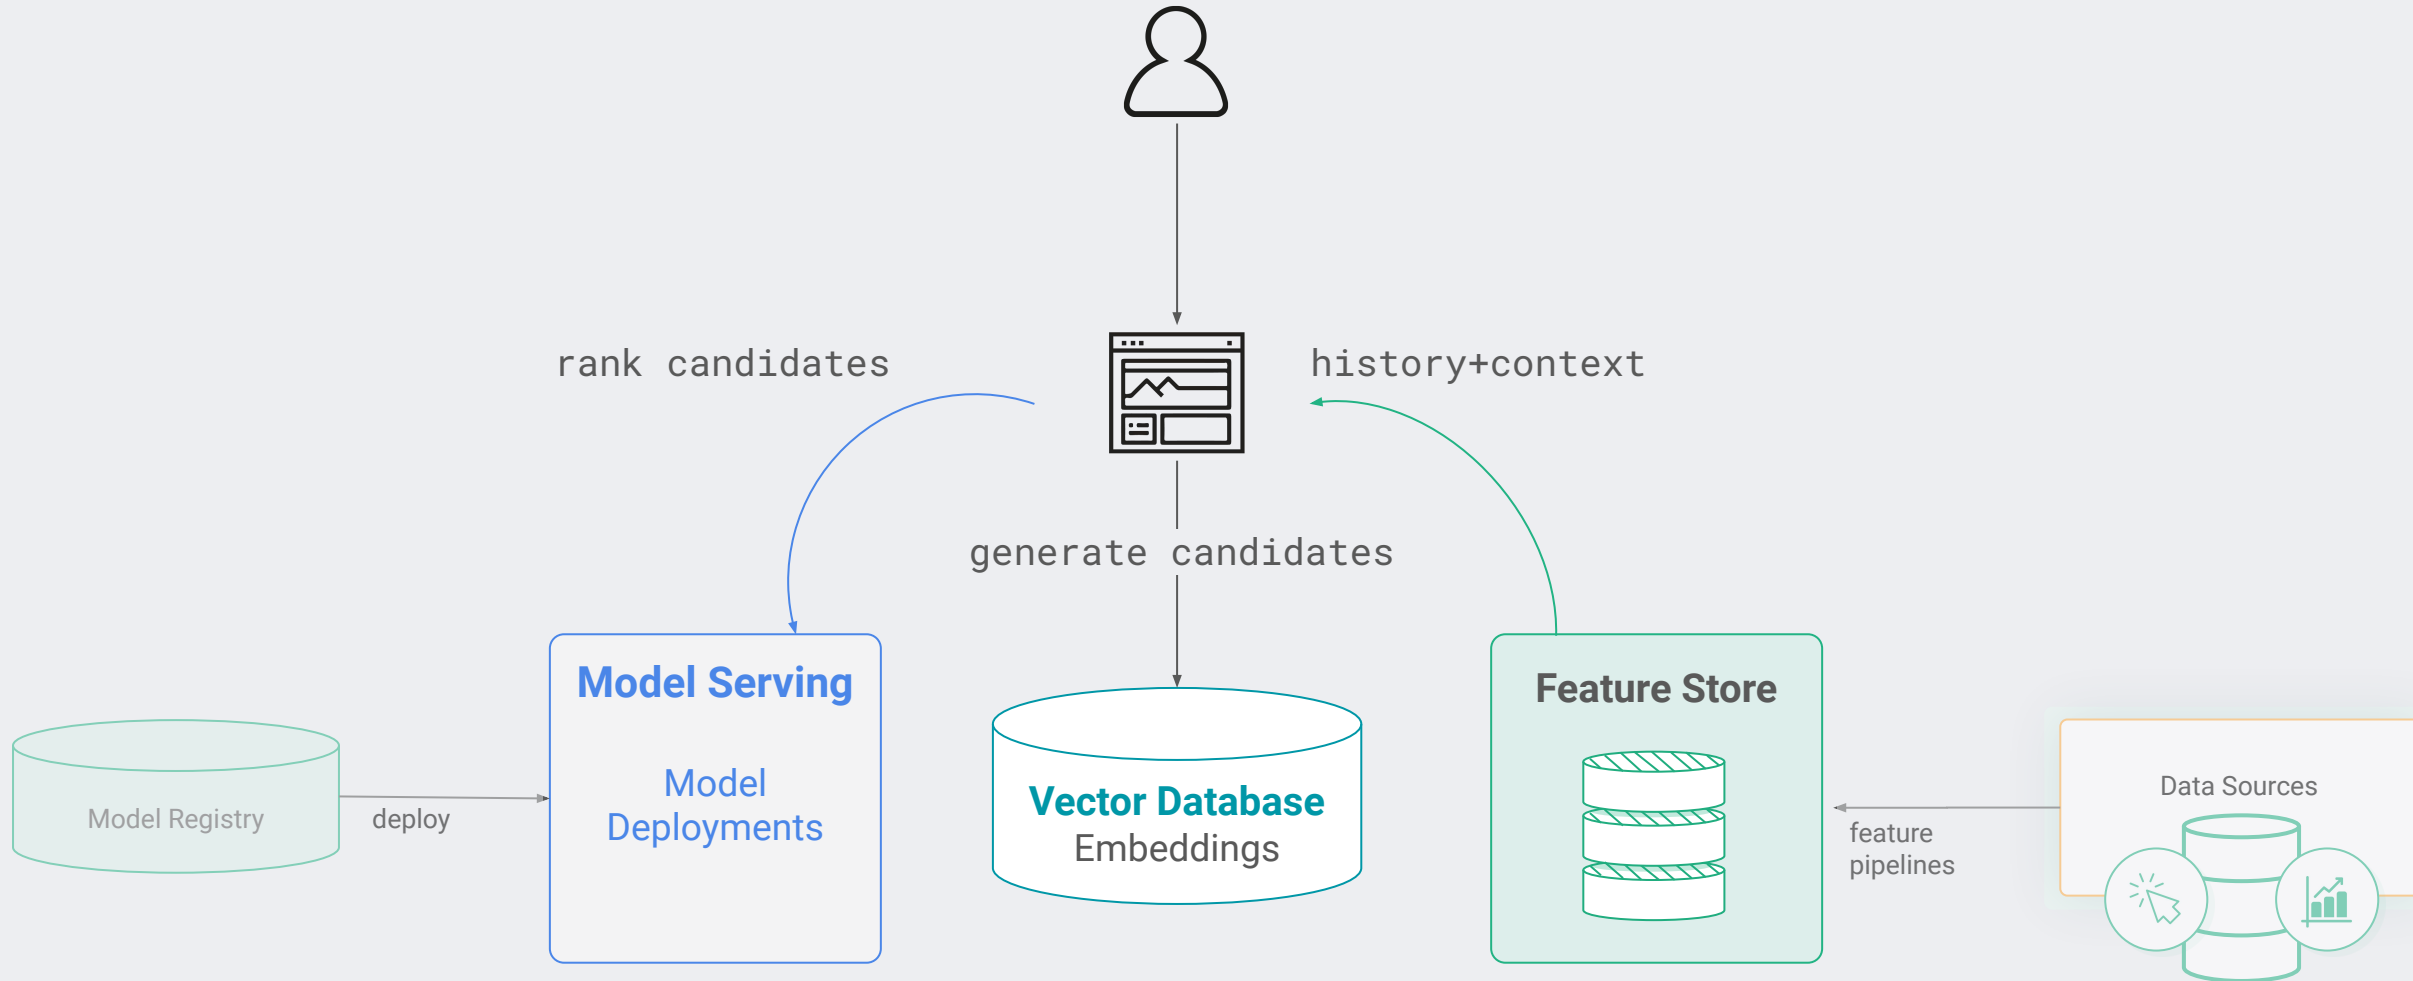 rank candidates
history+context
generate candidates
Model Serving
Model
Deployments
Vector Database
Embeddings
Feature Store
Model Registry
deploy
feature
pipelines
Data Sources